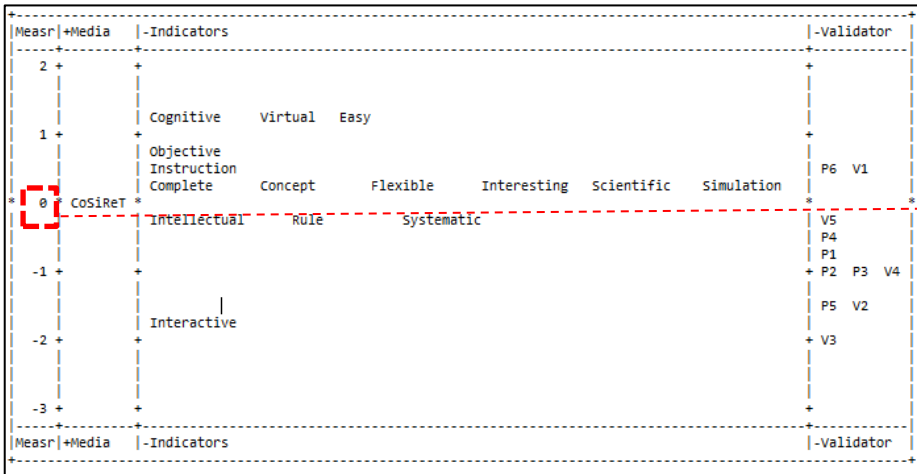 Measr +Media -Indicators -Validator
2
Cognitive Virtual Easy
1
Objective
Instruction P6 V1
Complete Concept Flexible Interesting Scientific Simulation
* 0 * CoSiReT * * *
Intellectual Rule Systematic V5
P4
P1
-1 P2 P3 V4
P5 V2
Interactive
-2 V3
-3
Measr +Media -Indicators -Validator